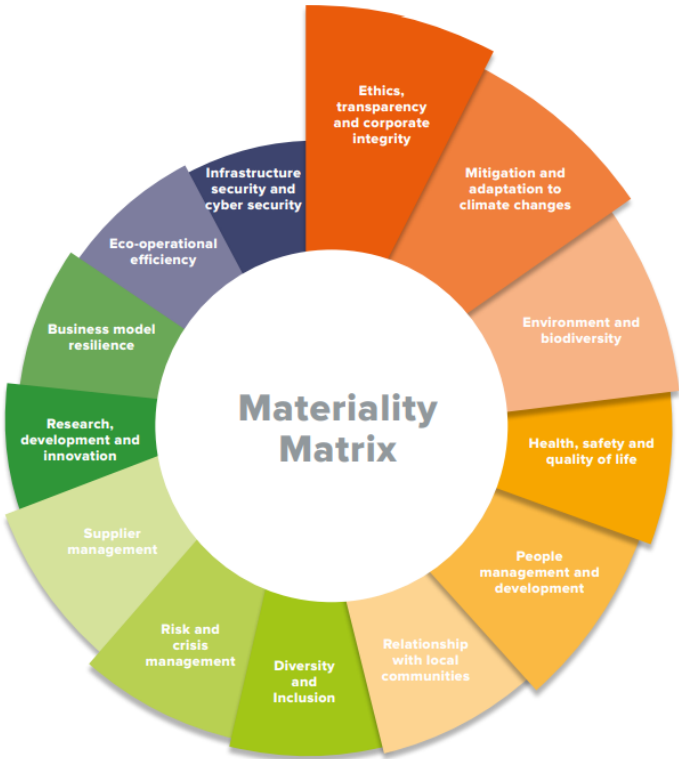 Ethics,
transparency
and corporate
integrity
Mitigation and
adaptation to
climate changes
Environment and
biodiversity
Health, safety and
quality of life
People
management and
development
Relationship
with local
communities
Diversity
and
Inclusion
Risk and
crisis
management
Supplier
management
Research,
development and
innovation
Business model
resilience
Eco-operational
efficiency
Infrastructure
security and
cyber security
Materiality
Matrix